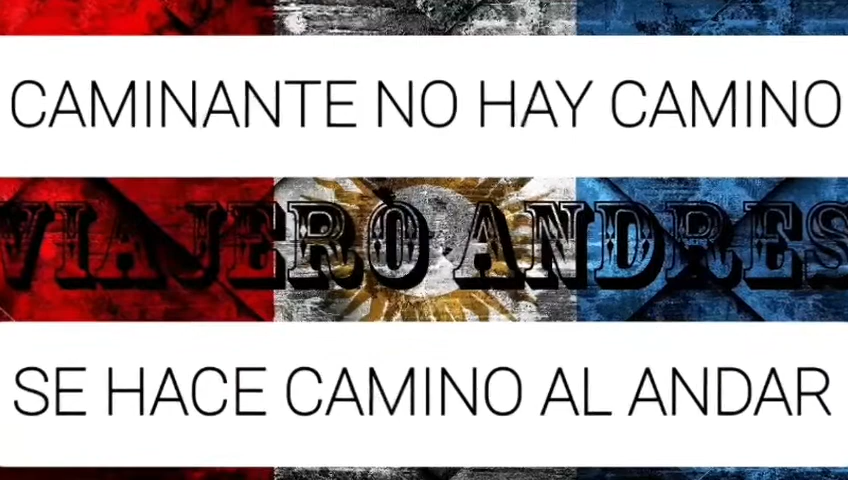 CAMINANTE NO HAY CAMINO
VIAJERO ANDRES
SE HACE CAMINO AL ANDAR